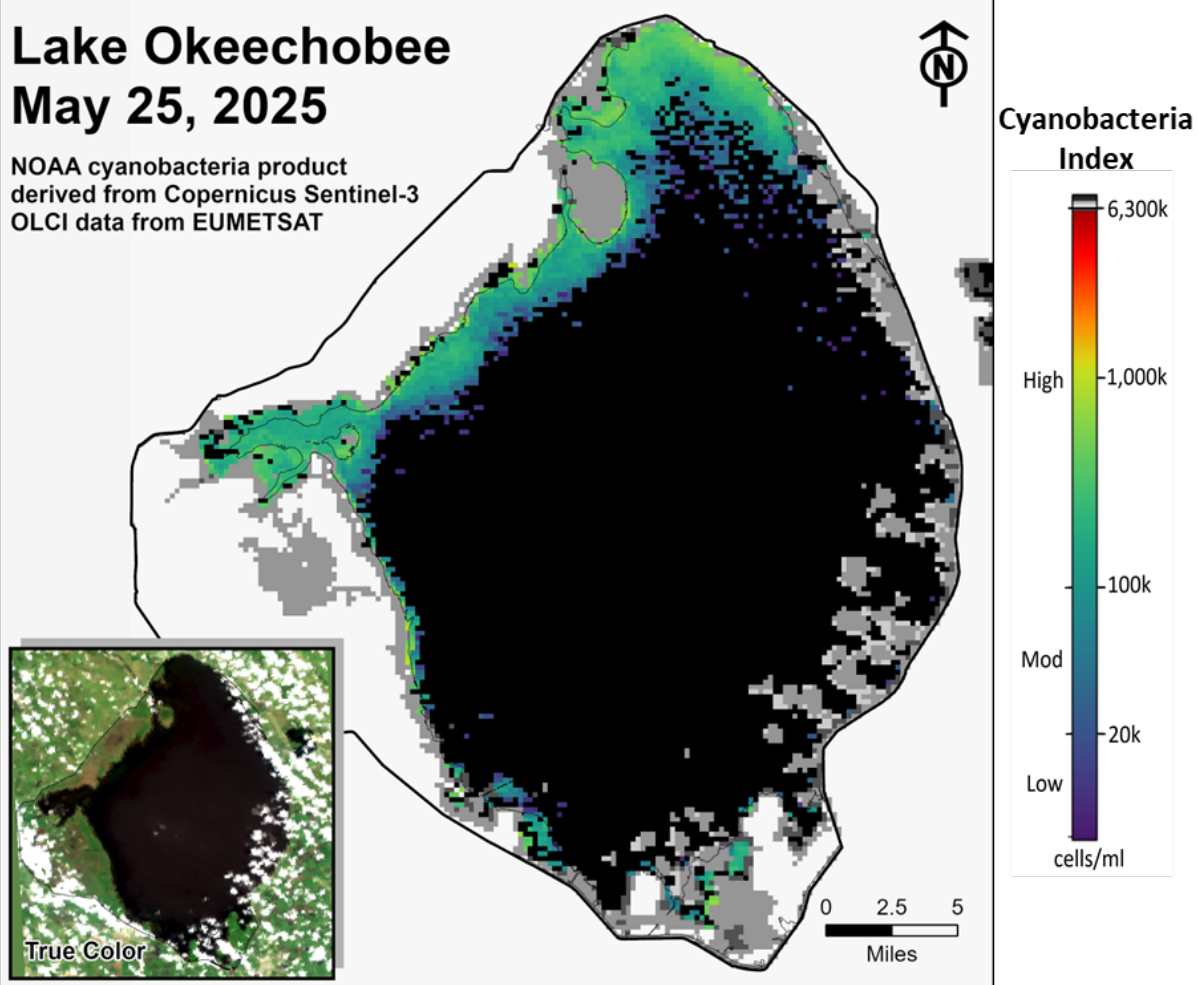 Lake Okeechobee
May 25, 2025
NOAA cyanobacteria product
derived from Copernicus Sentinel-3
OLCI data from EUMETSAT
N
Cyanobacteria
Index
6,300k
High
1,000k
100k
Mod
20k
Low
cells/ml
0 2.5 5
Miles
True Color